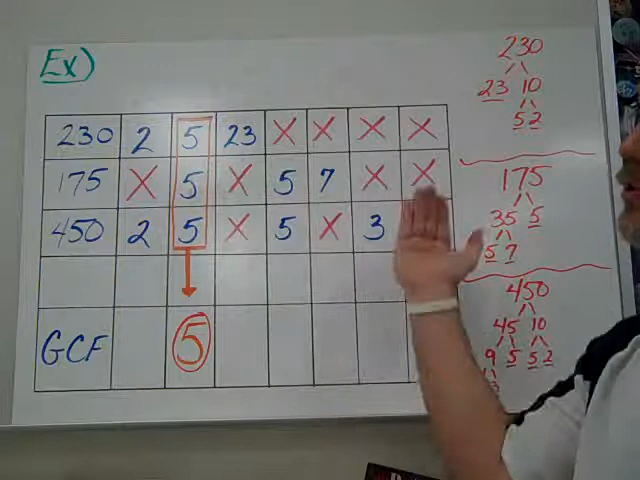 Ex)
230 2 5 23 X X X X
175 X 5 X 5 7 X X
450 2 5 X 5 X 3
GCF 5
230
23 10
5 2
175
35 5
5 7
450
45 10
9 5 5 2